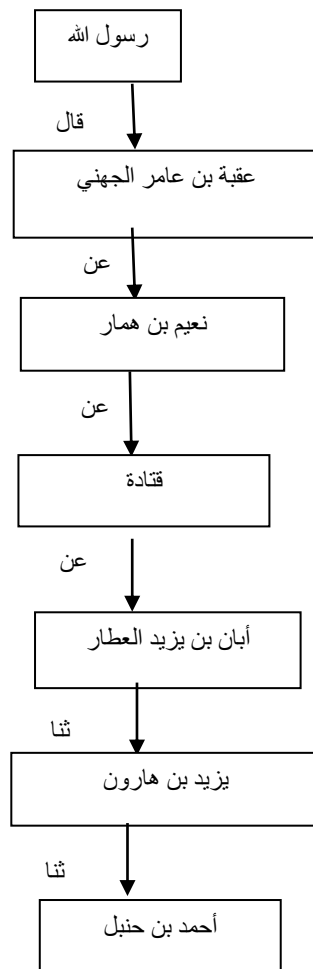 رسول الله
قال
عقبة بن عامر الجهني
عن
نعيم بن همار
عن
قتادة
عن
أبان بن يزيد العطار
ثنا
يزيد بن هارون
ثنا
أحمد بن حنبل